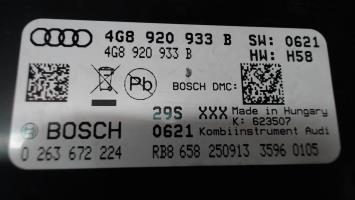 4G8 920 933 B SW: 0621
4G8 920 933 B HW: H58
Pb BOSCH DMC:
29S XXX Made in Hungary
K: 623507
BOSCH 0621 Kombiinstrument Audi
0 263 672 224 RB8 658 250913 3596 0105